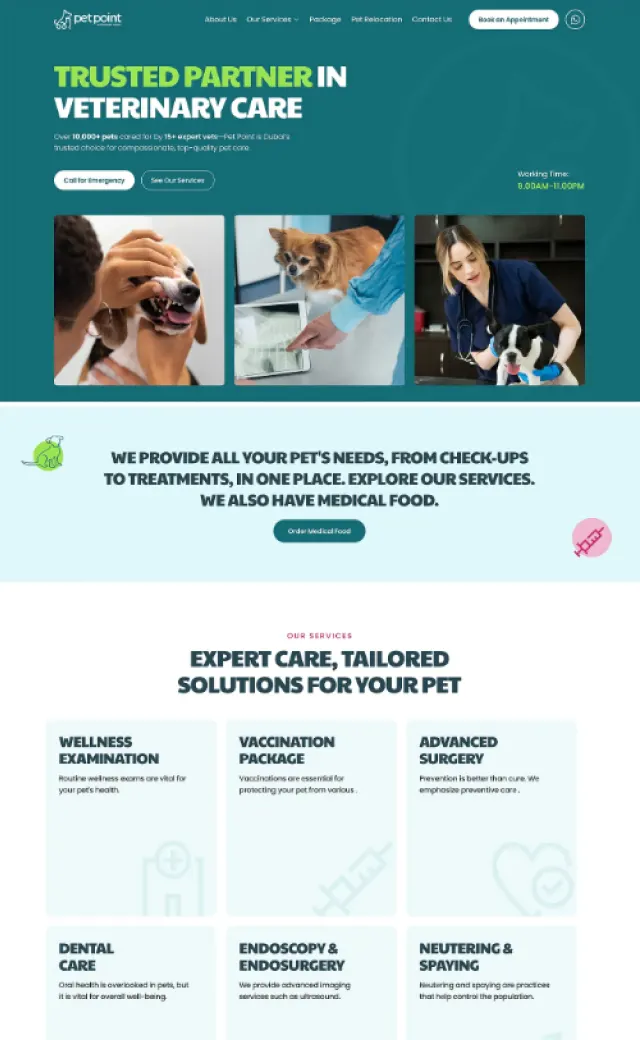 pet point
About Us Our Services Package Pet Relocation Contact Us Book an Appointment
TRUSTED PARTNER IN
VETERINARY CARE
Over 10,000+ pets cared for by 15+ expert vets—Pet Point is Dubai's
trusted choice for compassionate, top-quality pet care.
Call for Emergency See Our Services
Working Time:
9.00AM-11.00PM
WE PROVIDE ALL YOUR PET'S NEEDS, FROM CHECK-UPS
TO TREATMENTS, IN ONE PLACE. EXPLORE OUR SERVICES.
WE ALSO HAVE MEDICAL FOOD.
Order Medical Food
OUR SERVICES
EXPERT CARE, TAILORED
SOLUTIONS FOR YOUR PET
WELLNESS
EXAMINATION
Routine wellness exams are vital for
your pet's health.
VACCINATION
PACKAGE
Vaccinations are essential for
protecting your pet from various .
ADVANCED
SURGERY
Prevention is better than cure. We
emphasize preventive care .
DENTAL
CARE
Oral health is overlooked in pets, but
it is vital for overall well-being.
ENDOSCOPY &
ENDOSURGERY
We provide advanced imaging
services such as ultrasound.
NEUTERING &
SPAYING
Neutering and spaying are practices
that help control the population.